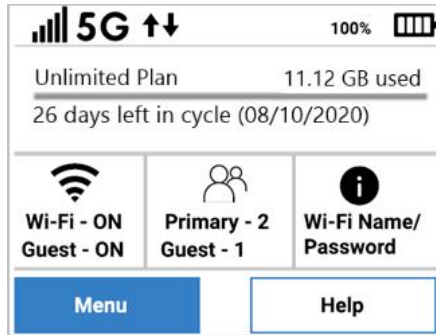 5G 100%
Unlimited Plan 11.12 GB used
26 days left in cycle (08/10/2020)
Wi-Fi - ON
Guest - ON
Primary - 2
Guest - 1
Wi-Fi Name/
Password
Menu
Help